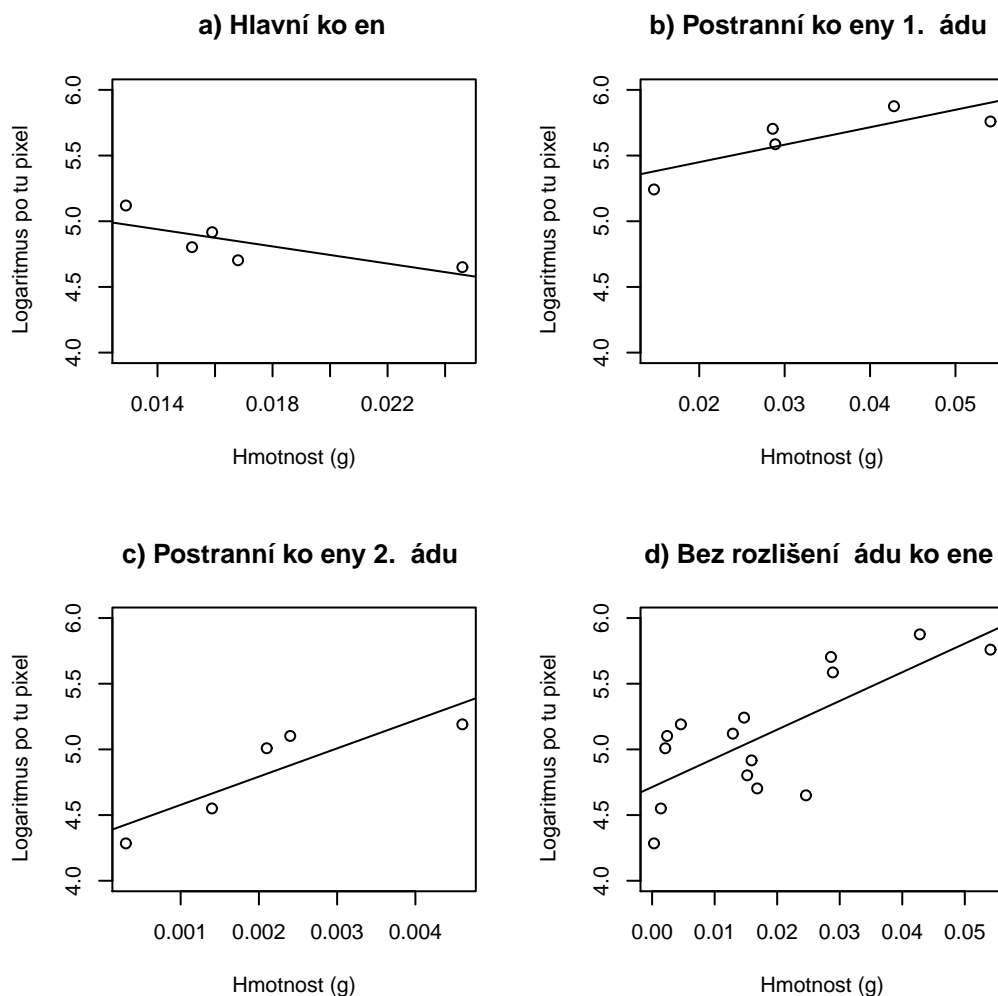 a) Hlavní ko en
Logaritmus po tu pixel
4.0 4.5 5.0 5.5 6.0
0.014 0.018 0.022
Hmotnost (g)
b) Postranní ko eny 1. ádu
Logaritmus po tu pixel
4.0 4.5 5.0 5.5 6.0
0.02 0.03 0.04 0.05
Hmotnost (g)
c) Postranní ko eny 2. ádu
Logaritmus po tu pixel
4.0 4.5 5.0 5.5 6.0
0.001 0.002 0.003 0.004
Hmotnost (g)
d) Bez rozlišení ádu ko ene
Logaritmus po tu pixel
4.0 4.5 5.0 5.5 6.0
0.00 0.01 0.02 0.03 0.04 0.05
Hmotnost (g)